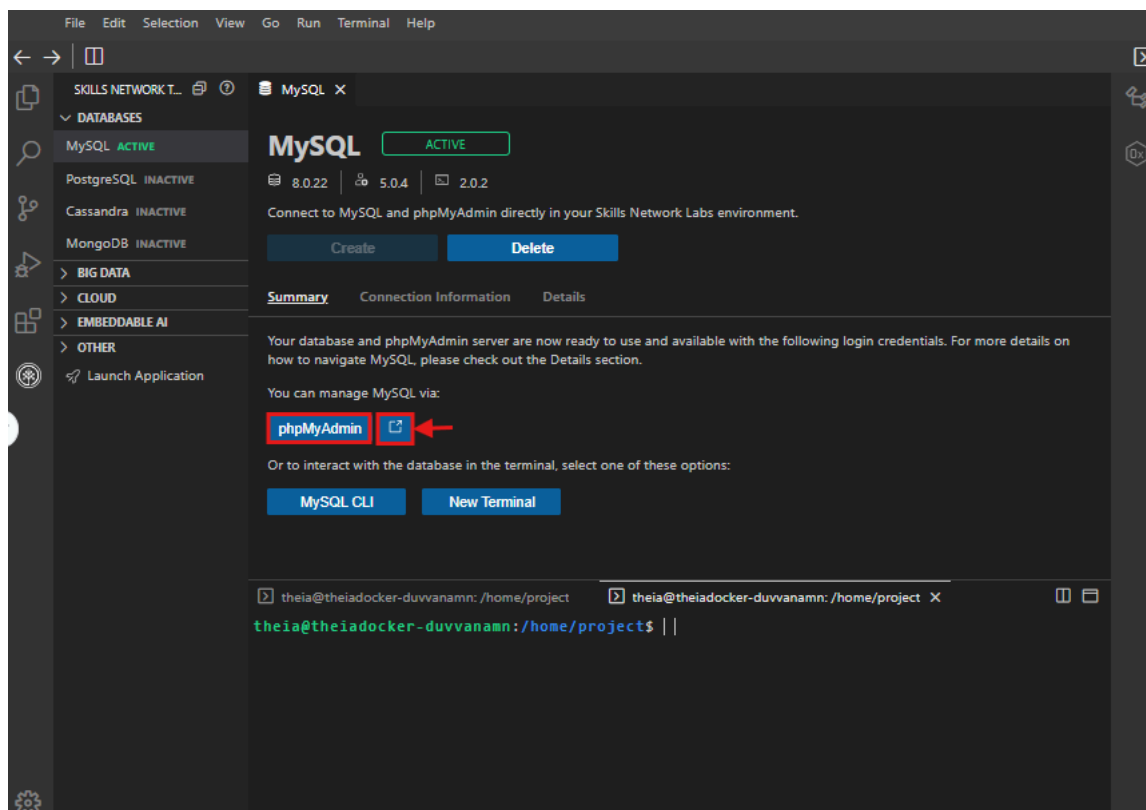 File Edit Selection View Go Run Terminal Help
SKILLS NETWORK T...
MySQL
DATABASES
MySQL ACTIVE
PostgreSQL INACTIVE
Cassandra INACTIVE
MongoDB INACTIVE
BIG DATA
CLOUD
EMBEDDABLE AI
OTHER
Launch Application
MySQL ACTIVE
8.0.22 5.0.4 2.0.2
Connect to MySQL and phpMyAdmin directly in your Skills Network Labs environment.
Create Delete
Summary Connection Information Details
Your database and phpMyAdmin server are now ready to use and available with the following login credentials. For more details on
how to navigate MySQL, please check out the Details section.
You can manage MySQL via:
phpMyAdmin
Or to interact with the database in the terminal, select one of these options:
MySQL CLI New Terminal
theia@theiadocker-duvvanamn: /home/project theia@theiadocker-duvvanamn: /home/project
theia@theiadocker-duvvanamn:/home/project$